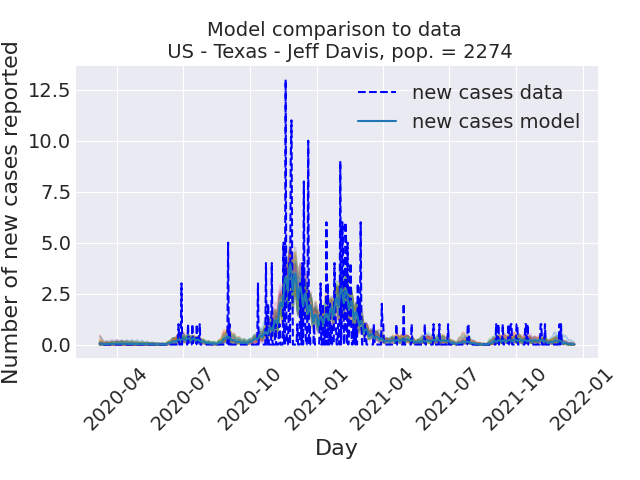 Model comparison to data
US - Texas - Jeff Davis, pop. = 2274
Number of new cases reported
12.5
10.0
7.5
5.0
2.5
0.0
new cases data
new cases model
2020-04
2020-07
2020-10
2021-01
2021-04
2021-07
2021-10
2022-01
Day